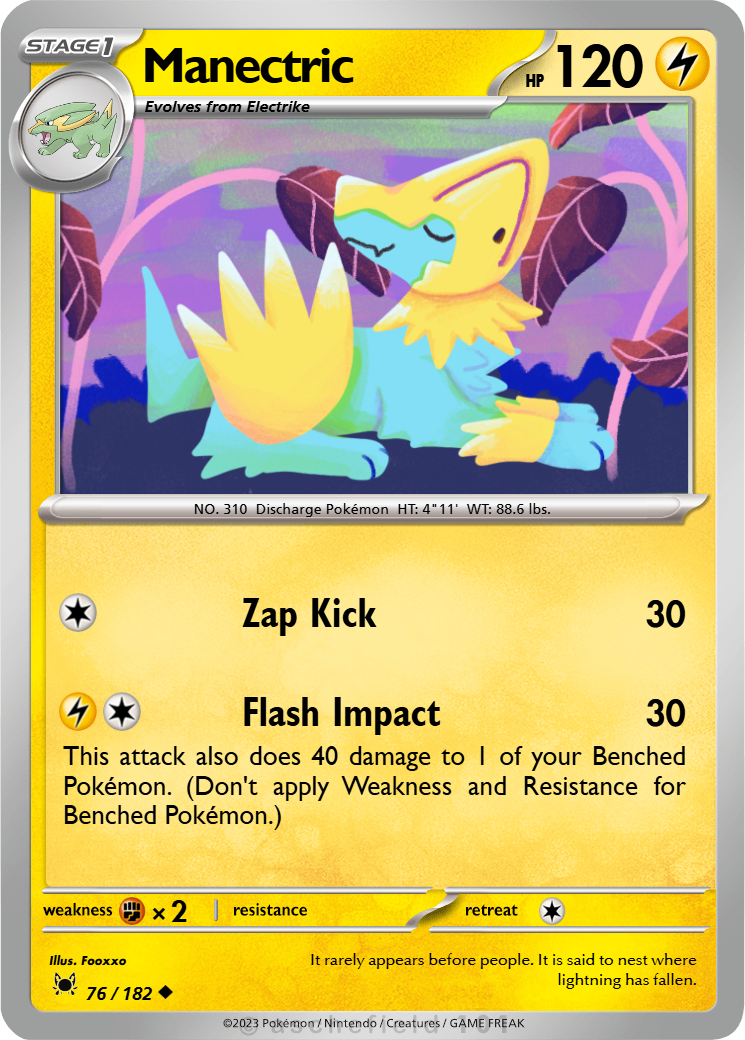 STAGE1
Manectric
HP 120
Evolves from Electrike
NO. 310 Discharge Pokémon HT: 4"11' WT: 88.6 lbs.
Zap Kick 30
Flash Impact 30
This attack also does 40 damage to 1 of your Benched
Pokémon. (Don't apply Weakness and Resistance for
Benched Pokémon.)
weakness × 2 resistance retreat
Illus. Fooxxo
It rarely appears before people. It is said to nest where
lightning has fallen.
76 / 182
©2023 Pokémon / Nintendo / Creatures / GAME FREAK